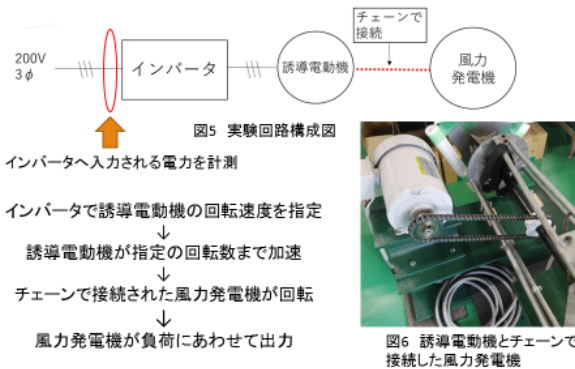 チェーンで
接続
200V
3φ
インバータ
誘導電動機
風力
発電機
図5 実験回路構成図
インバータへ入力される電力を計測
インバータで誘導電動機の回転速度を指定
↓
誘導電動機が指定の回転数まで加速
↓
チェーンで接続された風力発電機が回転
↓
風力発電機が負荷にあわせて出力
図6 誘導電動機とチェーンで
接続した風力発電機